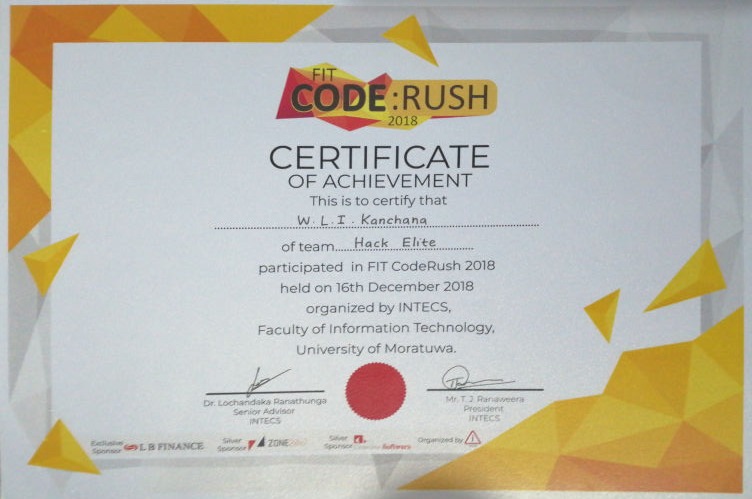 FIT
CODE:RUSH
2018
CERTIFICATE
OF ACHIEVEMENT
This is to certify that
W. L. I. Kanchana
of team Hack Elite
participated in FIT CodeRush 2018
held on 16th December 2018
organized by INTECS,
Faculty of Information Technology,
University of Moratuwa.
Dr. Lochandaka Ranathunga
Senior Advisor
INTECS
Mr. T. J. Ranaweera
President
INTECS
Exclusive
Sponsor
L B FINANCE
Silver
Sponsor
ZONE
Silver
Sponsor
Software
Organized by